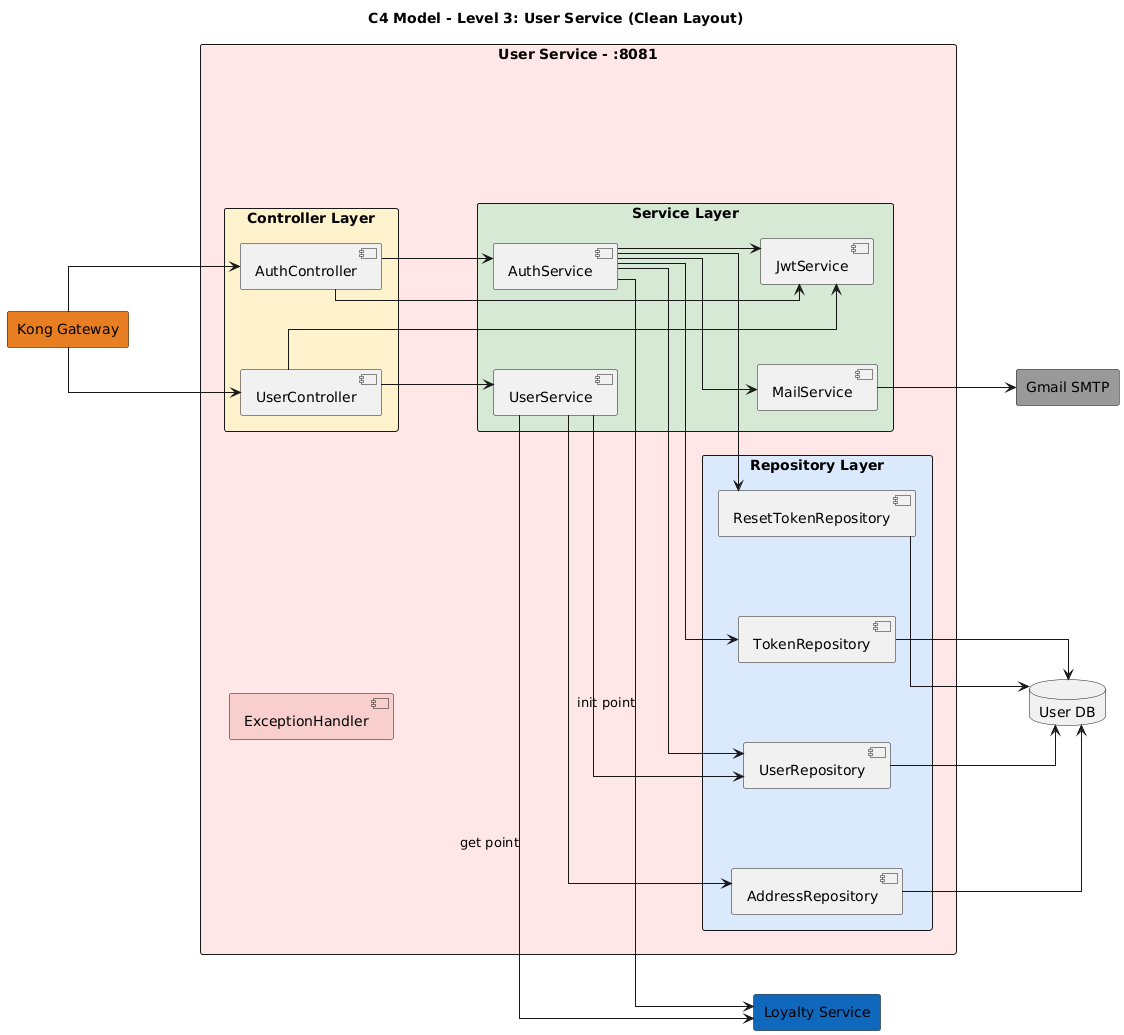 C4 Model - Level 3: User Service (Clean Layout)
User Service - :8081
Controller Layer
Service Layer
AuthController
AuthService
JwtService
Kong Gateway
UserController
UserService
MailService
Gmail SMTP
Repository Layer
ResetTokenRepository
TokenRepository
ExceptionHandler
init point
User DB
UserRepository
get point
AddressRepository
Loyalty Service